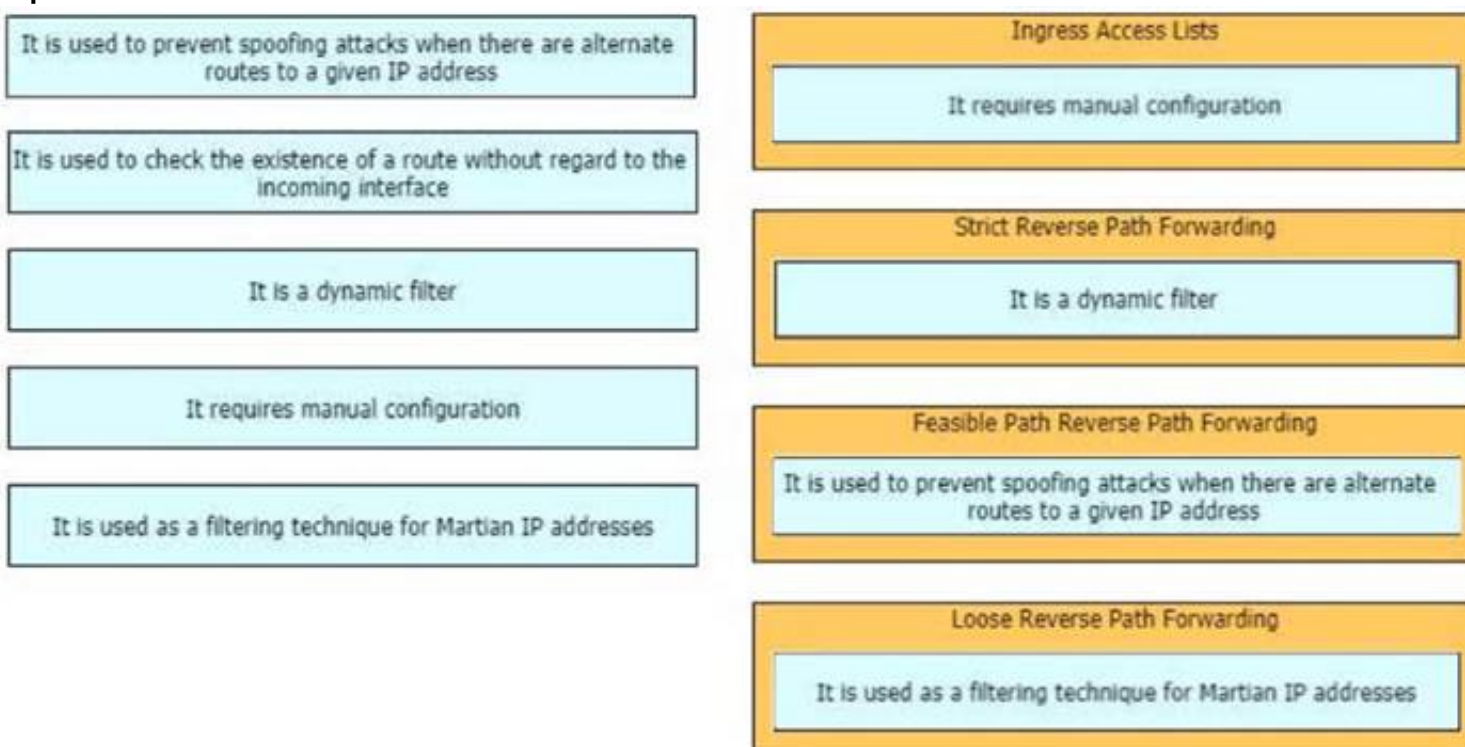 It is used to prevent spoofing attacks when there are alternate
routes to a given IP address
It is used to check the existence of a route without regard to the
incoming interface
It is a dynamic filter
It requires manual configuration
It is used as a filtering technique for Martian IP addresses
Ingress Access Lists
It requires manual configuration
Strict Reverse Path Forwarding
It is a dynamic filter
Feasible Path Reverse Path Forwarding
It is used to prevent spoofing attacks when there are alternate
routes to a given IP address
Loose Reverse Path Forwarding
It is used as a filtering technique for Martian IP addresses